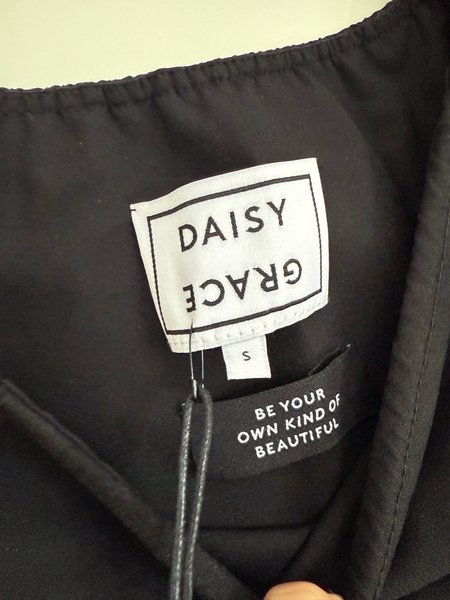 DAISY
GRACE
S
BE YOUR
OWN KIND OF
BEAUTIFUL